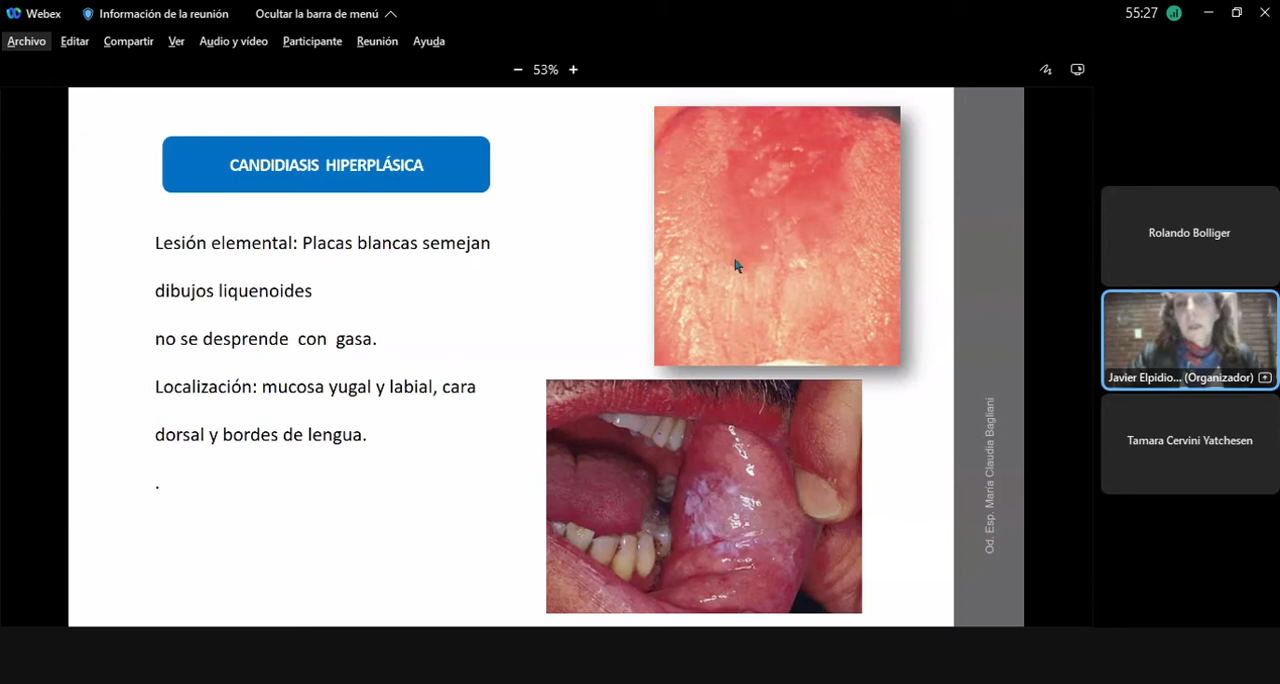 Webex
Información de la reunión
Ocultar la barra de menú
55:27
Archivo Editar Compartir Ver Audio y vídeo Participante Reunión Ayuda
− 53% +
CANDIDIASIS HIPERPLÁSICA
Lesión elemental: Placas blancas semejan
dibujos liquenoides
no se desprende con gasa.
Localización: mucosa yugal y labial, cara
dorsal y bordes de lengua.
.
Od. Esp. María Claudia Bagliani
Rolando Bolliger
Javier Elpidio... (Organizador)
Tamara Cervini Yatchesen